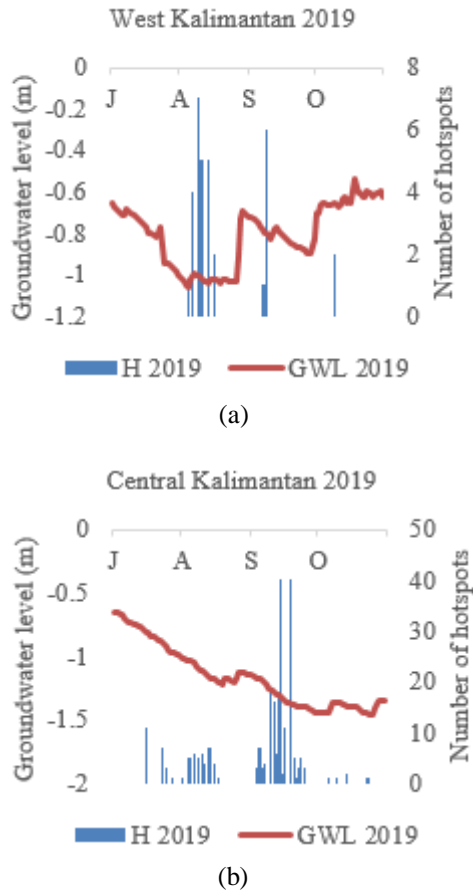 West Kalimantan 2019
Groundwater level (m)
0
-0.2
-0.4
-0.6
-0.8
-1
-1.2
J A S O
8
6
4
2
0
Number of hotspots
H 2019 GWL 2019
(a)
Central Kalimantan 2019
Groundwater level (m)
0
-0.5
-1
-1.5
-2
J A S O
50
40
30
20
10
0
Number of hotspots
H 2019 GWL 2019
(b)